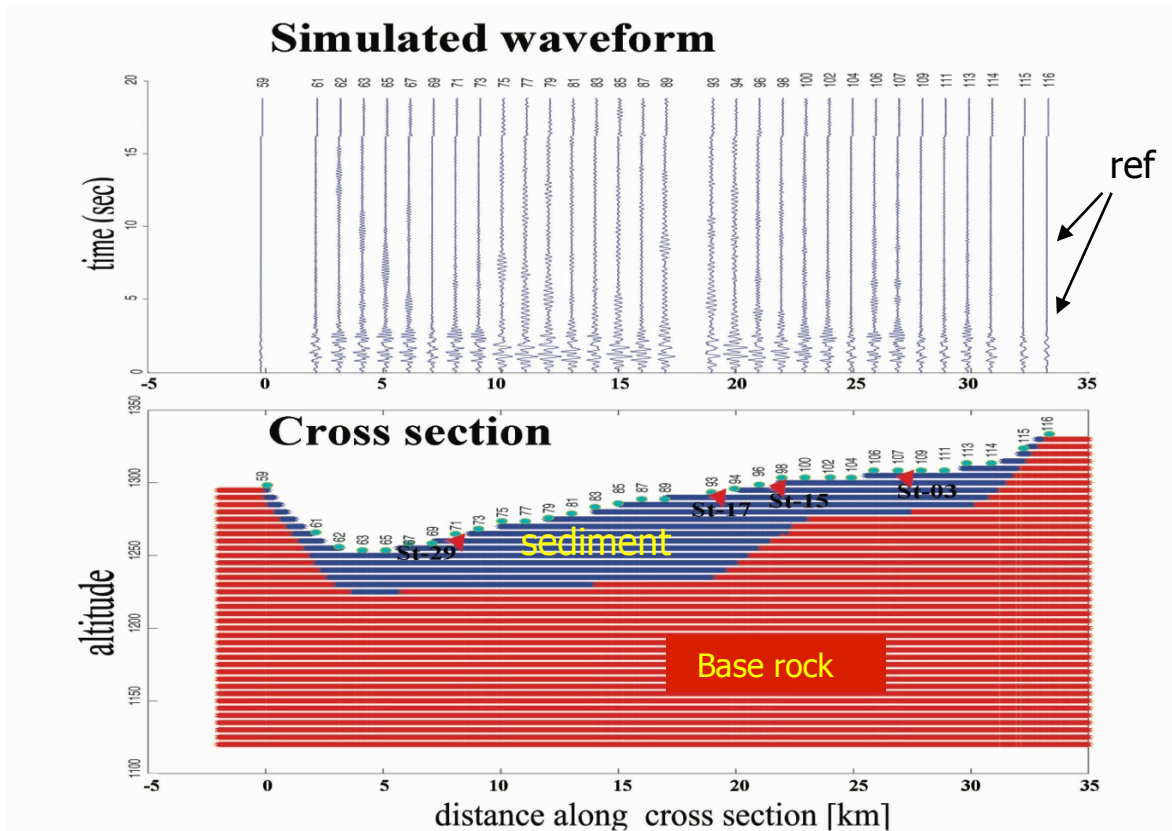 Simulated waveform
20
15
10
5
0
time(sec)
59 61 62 63 65 67 69 71 73 75 77 79 81 83 85 87 89 93 94 96 98 100 102 104 106 107 109 111 113 114 115 116
ref
-5 0 5 10 15 20 25 30 35
Cross section
1350
1300
1250
1200
1150
1100
altitude
59 61 62 63 65 67 69 71 73 75 77 79 81 83 85 87 89 93 94 96 98 100 102 104 106 107 109 111 113 114 115 116
St-29
St-17
St-15
St-03
sediment
Base rock
-5 0 5 10 15 20 25 30 35
distance along cross section [km]